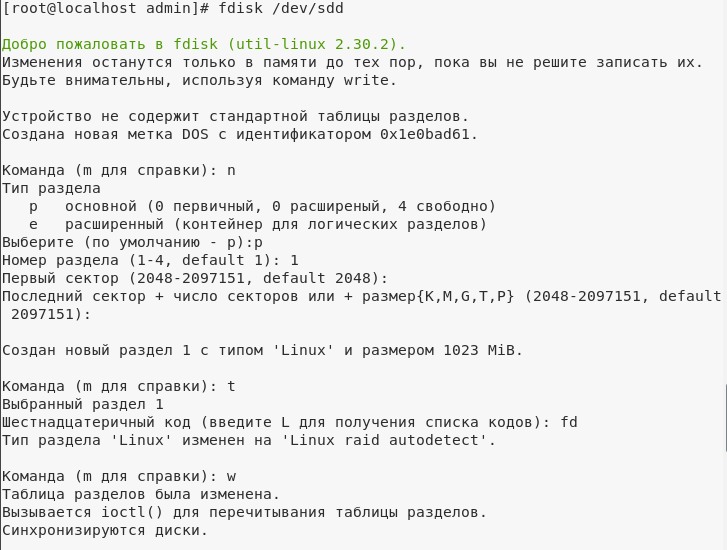 [root@localhost admin]# fdisk /dev/sdd
Добро пожаловать в fdisk (util-linux 2.30.2).
Изменения останутся только в памяти до тех пор, пока вы не решите записать их.
Будьте внимательны, используя команду write.
Устройство не содержит стандартной таблицы разделов.
Создана новая метка DOS с идентификатором 0x1e0bad61.
Команда (m для справки): n
Тип раздела
p основной (0 первичный, 0 расширеный, 4 свободно)
e расширенный (контейнер для логических разделов)
Выберите (по умолчанию - p):p
Номер раздела (1-4, default 1): 1
Первый сектор (2048-2097151, default 2048):
Последний сектор + число секторов или + размер{K,M,G,T,P} (2048-2097151, default
2097151):
Создан новый раздел 1 с типом 'Linux' и размером 1023 MiB.
Команда (m для справки): t
Выбранный раздел 1
Шестнадцатеричный код (введите L для получения списка кодов): fd
Тип раздела 'Linux' изменен на 'Linux raid autodetect'.
Команда (m для справки): w
Таблица разделов была изменена.
Вызывается ioctl() для перечитывания таблицы разделов.
Синхронизируются диски.